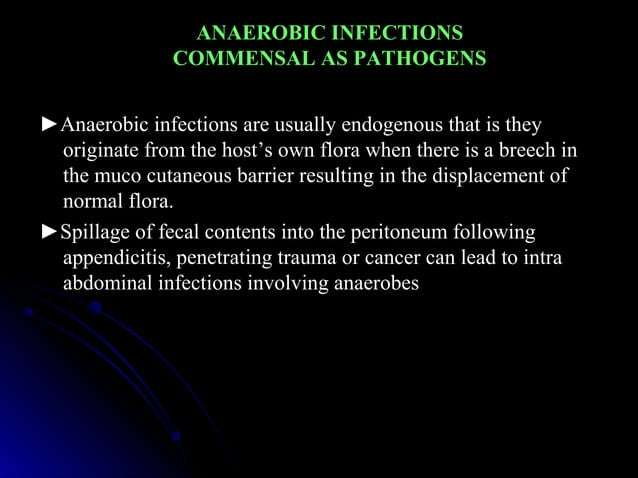 ANAEROBIC INFECTIONS
COMMENSAL AS PATHOGENS
►Anaerobic infections are usually endogenous that is they
originate from the host’s own flora when there is a breech in
the muco cutaneous barrier resulting in the displacement of
normal flora.
►Spillage of fecal contents into the peritoneum following
appendicitis, penetrating trauma or cancer can lead to intra
abdominal infections involving anaerobes